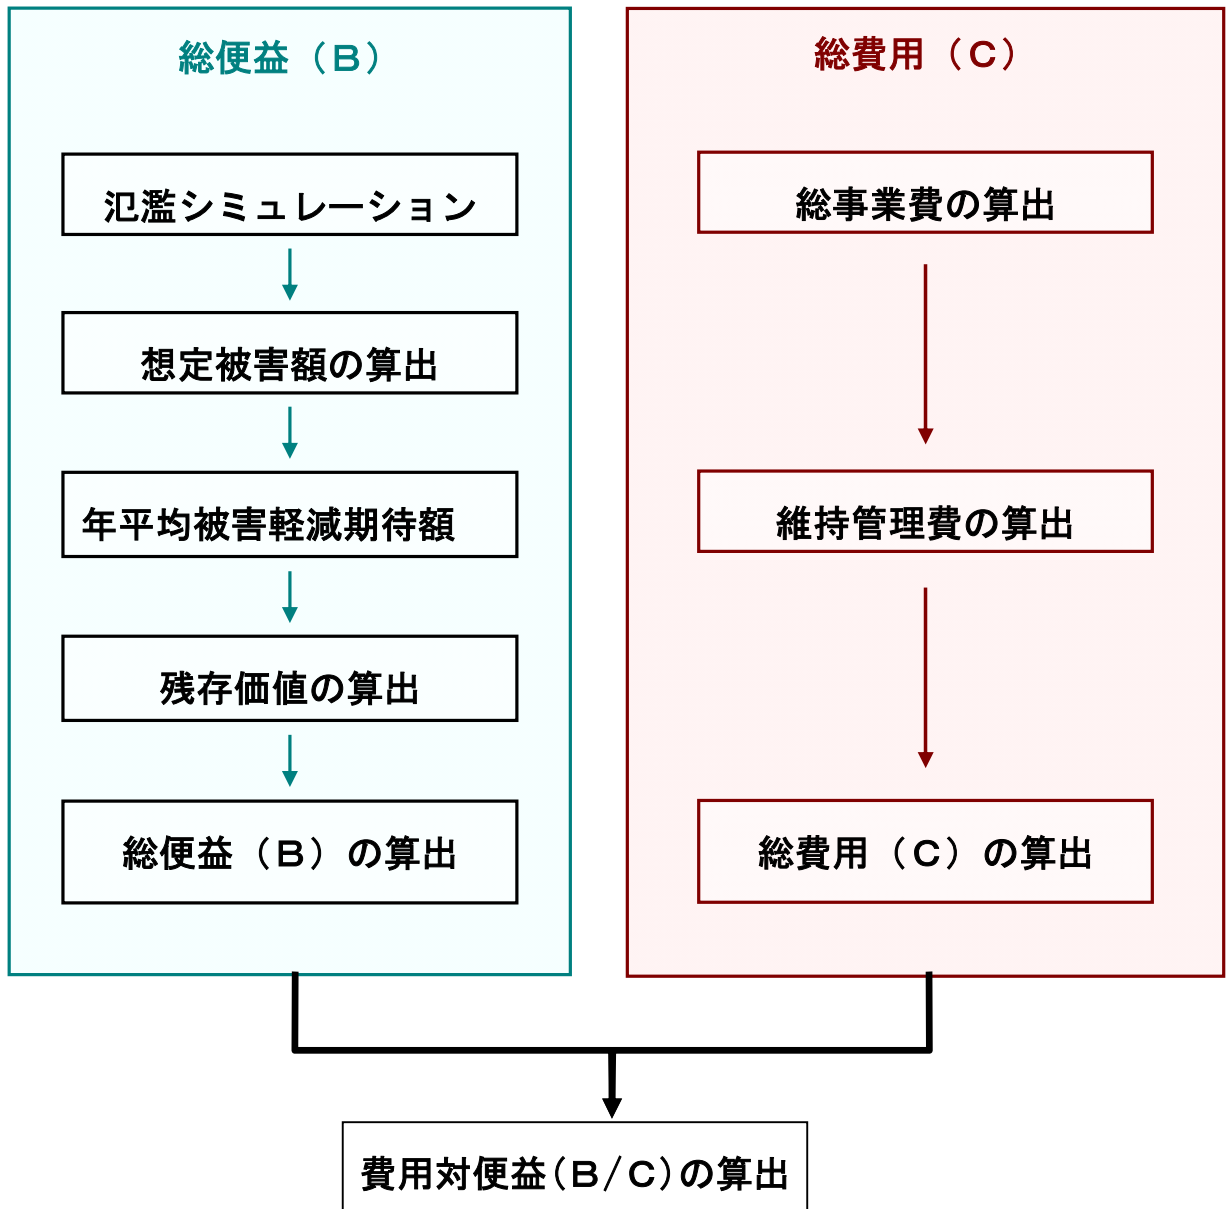 総便益（Ｂ）
氾濫シミュレーション
想定被害額の算出
年平均被害軽減期待額
残存価値の算出
総便益（Ｂ）の算出
総費用（Ｃ）
総事業費の算出
維持管理費の算出
総費用（Ｃ）の算出
費用対便益(Ｂ/Ｃ)の算出